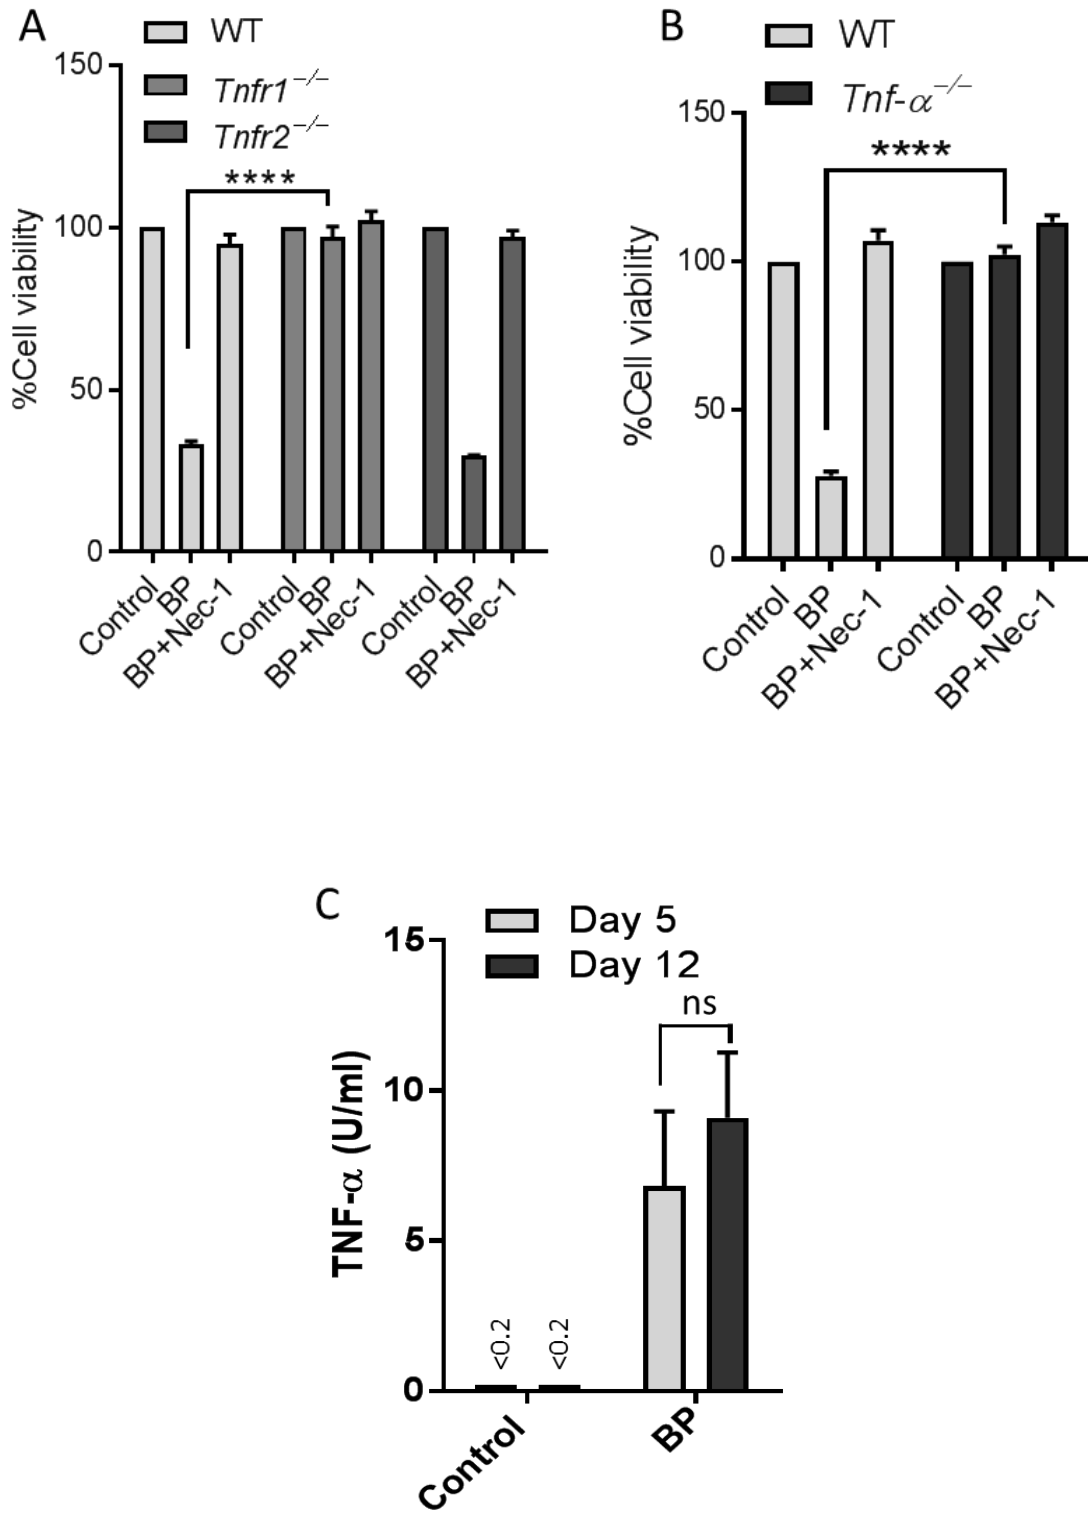 A
WT
Tnfr1−/−
Tnfr2−/−
****
150
100
50
0
%Cell viability
Control
BP
BP+Nec-1
Control
BP
BP+Nec-1
Control
BP
BP+Nec-1
B
WT
Tnf-α−/−
****
150
100
50
0
%Cell viability
Control
BP
BP+Nec-1
Control
BP
BP+Nec-1
C
Day 5
Day 12
ns
15
10
5
0
TNF-α (U/ml)
<0.2
<0.2
Control
BP